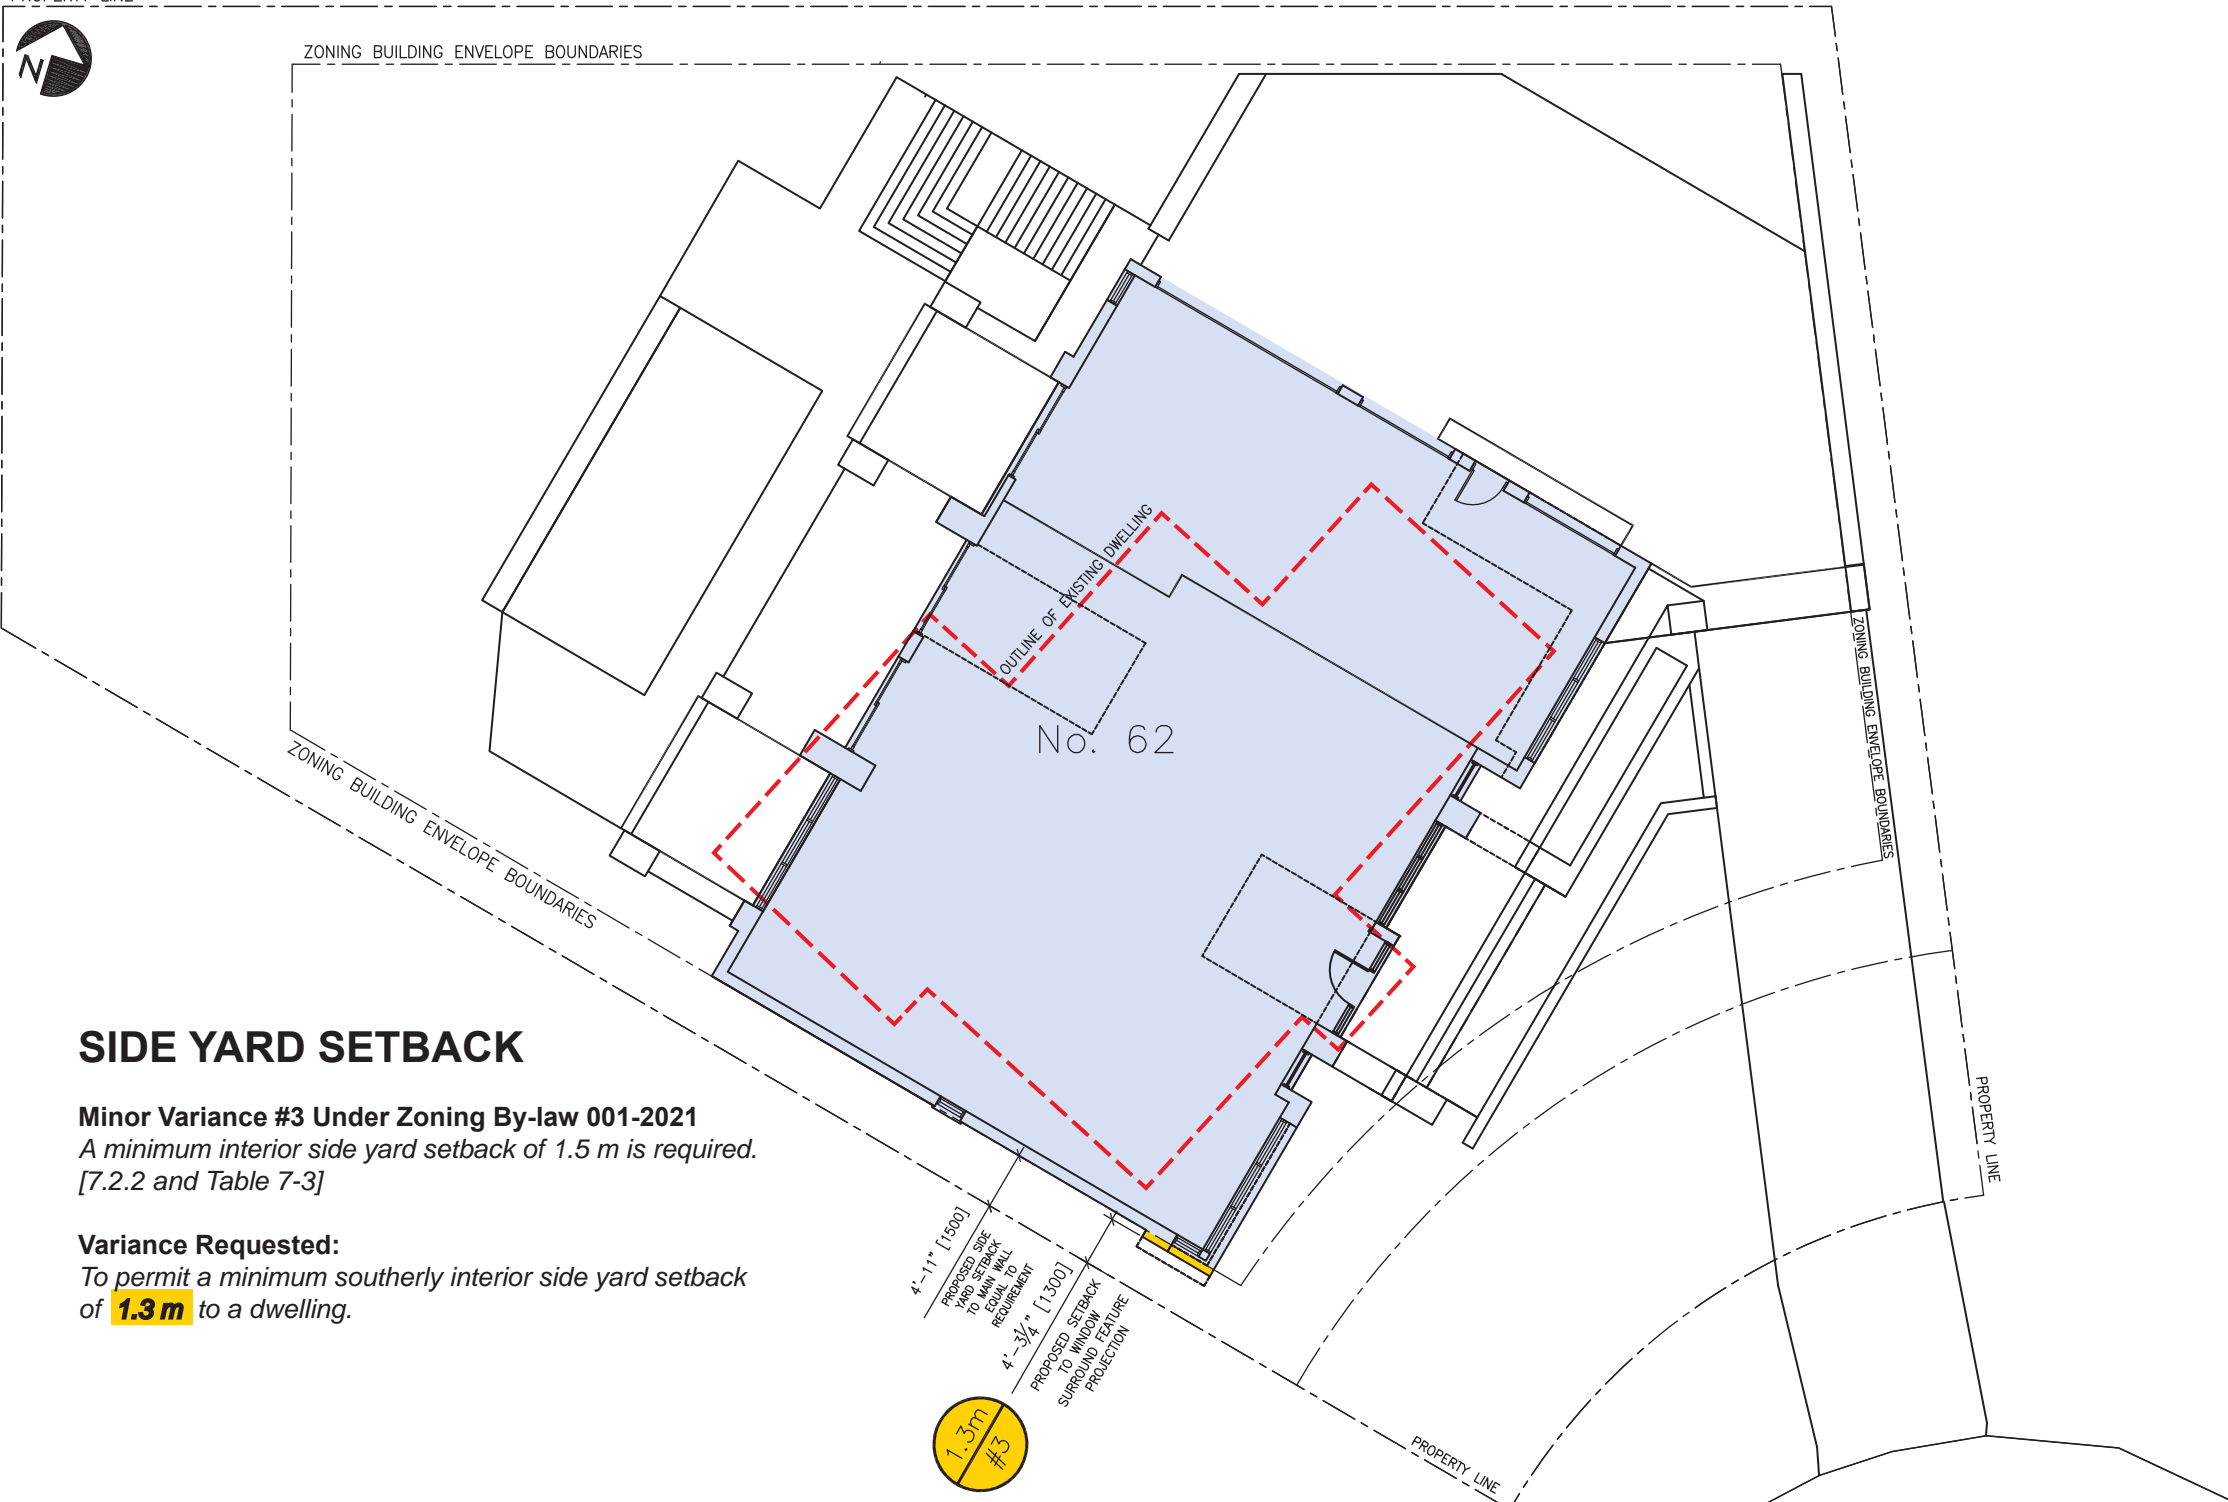 PROPERTY LINE
N
ZONING BUILDING ENVELOPE BOUNDARIES
OUTLINE OF EXISTING DWELLING
No. 62
ZONING BUILDING ENVELOPE BOUNDARIES
ZONING BUILDING ENVELOPE BOUNDARIES
PROPERTY LINE
SIDE YARD SETBACK
Minor Variance #3 Under Zoning By-law 001-2021
A minimum interior side yard setback of 1.5 m is required.
[7.2.2 and Table 7-3]
Variance Requested:
To permit a minimum southerly interior side yard setback
of 1.3 m to a dwelling.
4'-11" [1500]
PROPOSED SIDE
YARD SETBACK
TO MAIN WALL
EQUAL TO
REQUIREMENT
4'-3¼" [1300]
PROPOSED SETBACK
TO WINDOW
SURROUND FEATURE
PROJECTION
1.3m
#3
PROPERTY LINE